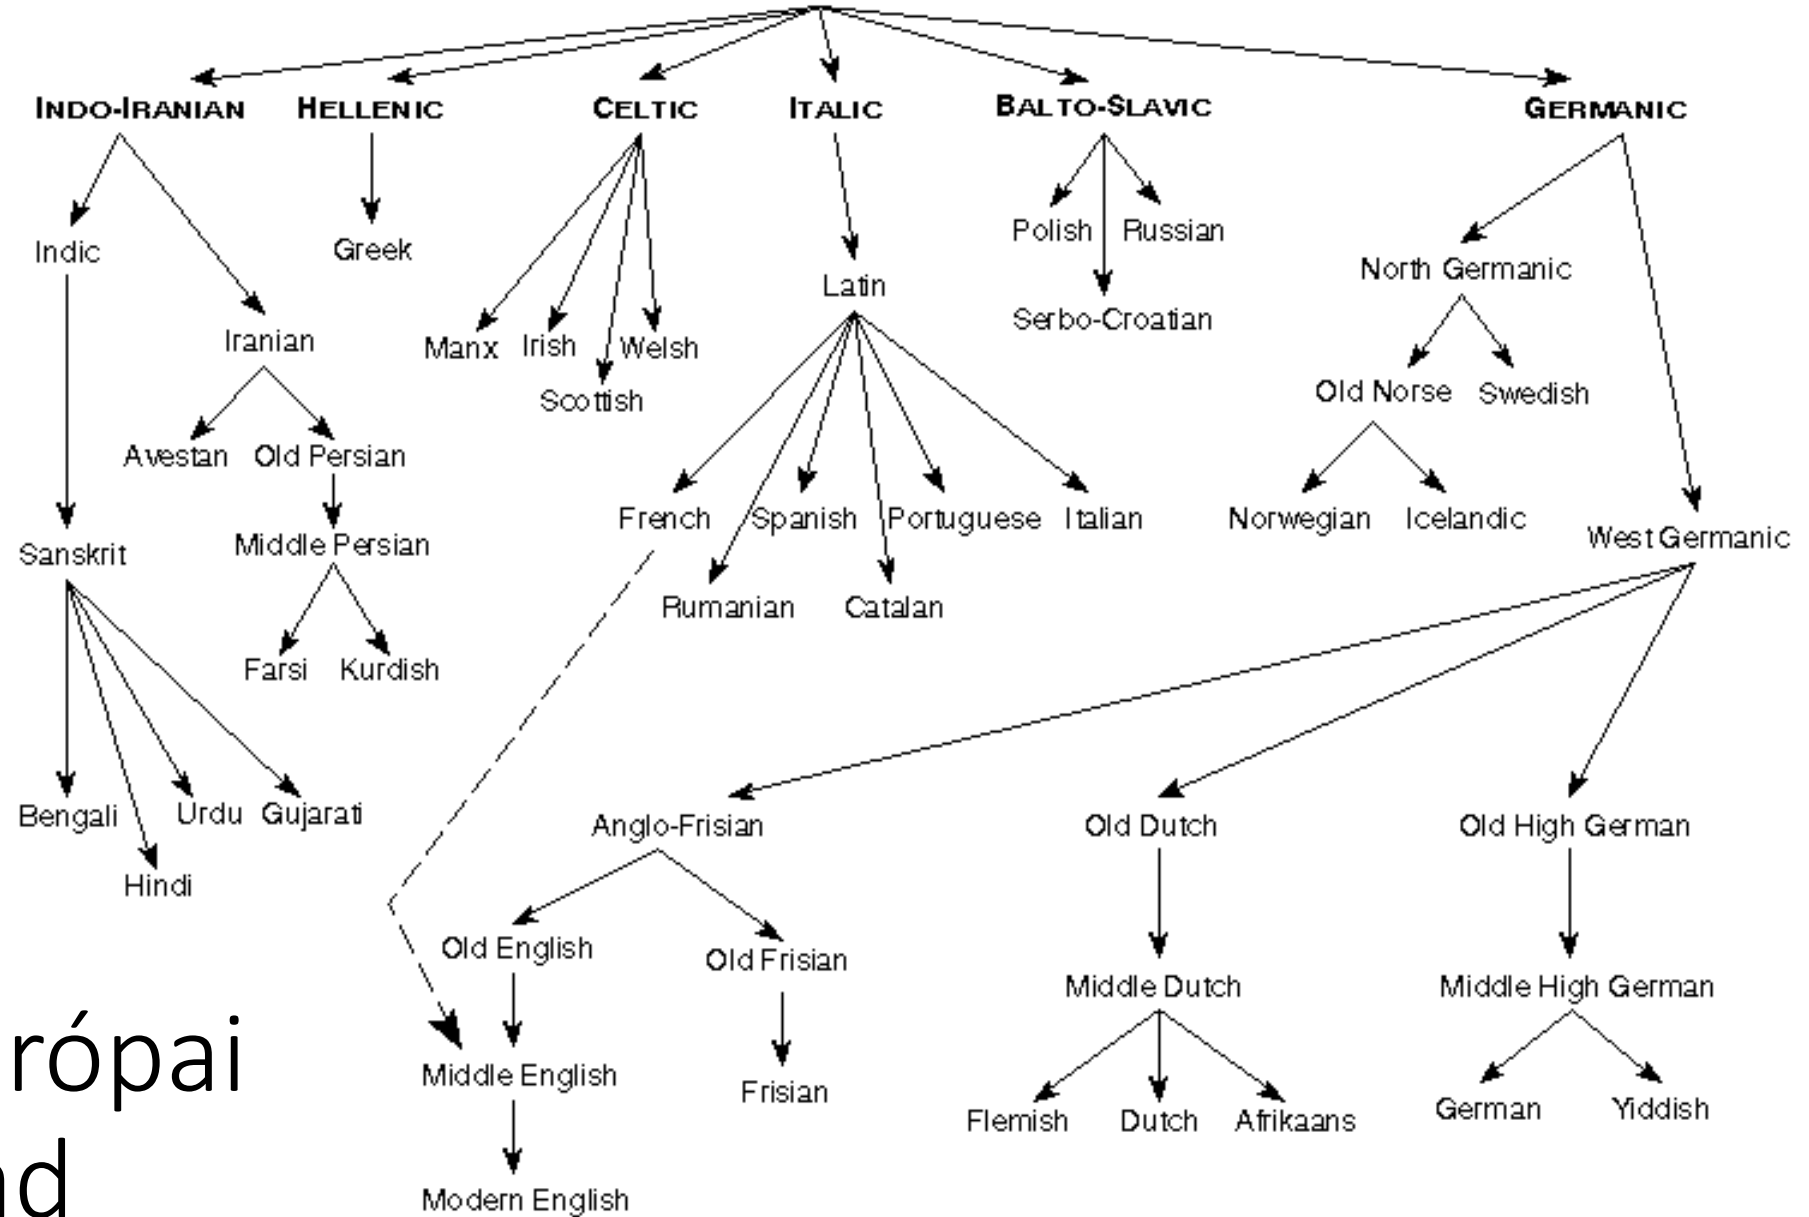 INDO-IRANIAN HELLENIC CELTIC ITALIC BALTO-SLAVIC GERMANIC
Polish Russian
Indic Greek North Germanic
Latin
Serbo-Croatian
Iranian Manx Irish Welsh
Old Norse Swedish
Scottish
Avestan Old Persian
French Spanish Portuguese Italian Norwegian Icelandic
West Germanic
Sanskrit Middle Persian
Rumanian Catalan
Farsi Kurdish
Bengali Urdu Gujarati
Anglo-Frisian Old Dutch Old High German
Hindi
Old English Old Frisian
Middle Dutch Middle High German
rópai
Middle English Frisian
Flemish Dutch Afrikaans German Yiddish
nd
Modern English